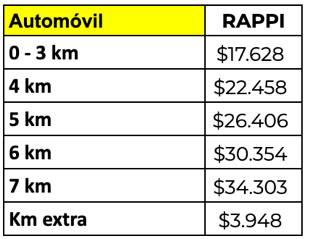 Automóvil RAPPI
0 - 3 km $17.628
4 km $22.458
5 km $26.406
6 km $30.354
7 km $34.303
Km extra $3.948